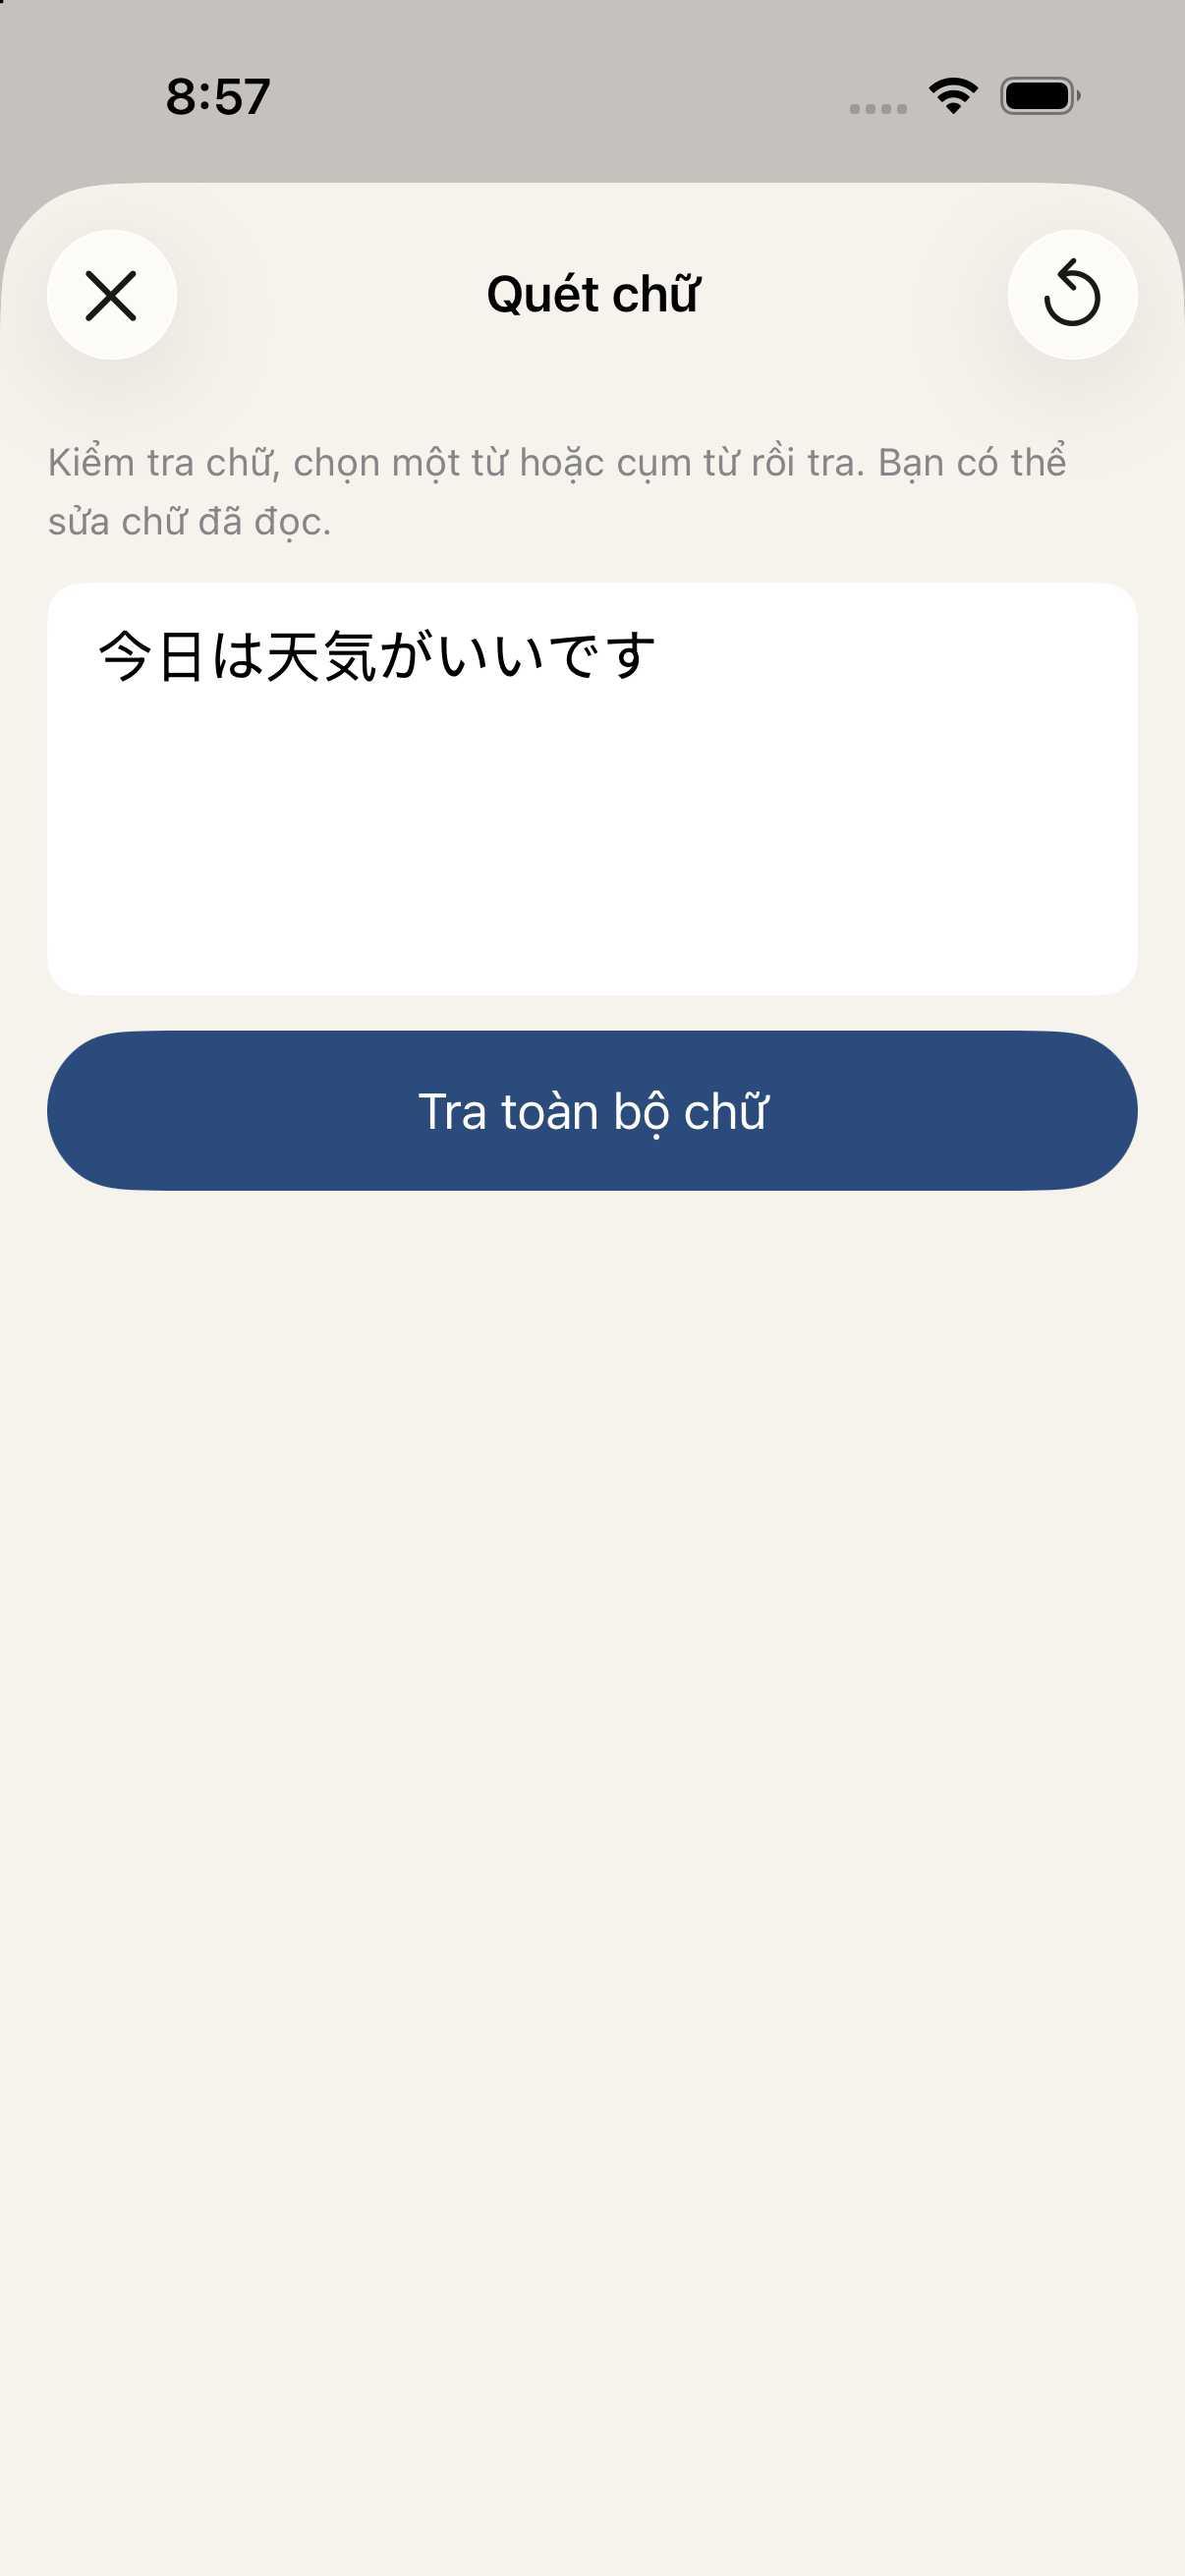 8:57
Quét chữ
Kiểm tra chữ, chọn một từ hoặc cụm từ rồi tra. Bạn có thể
sửa chữ đã đọc.
今日は天気がいいです
Tra toàn bộ chữ